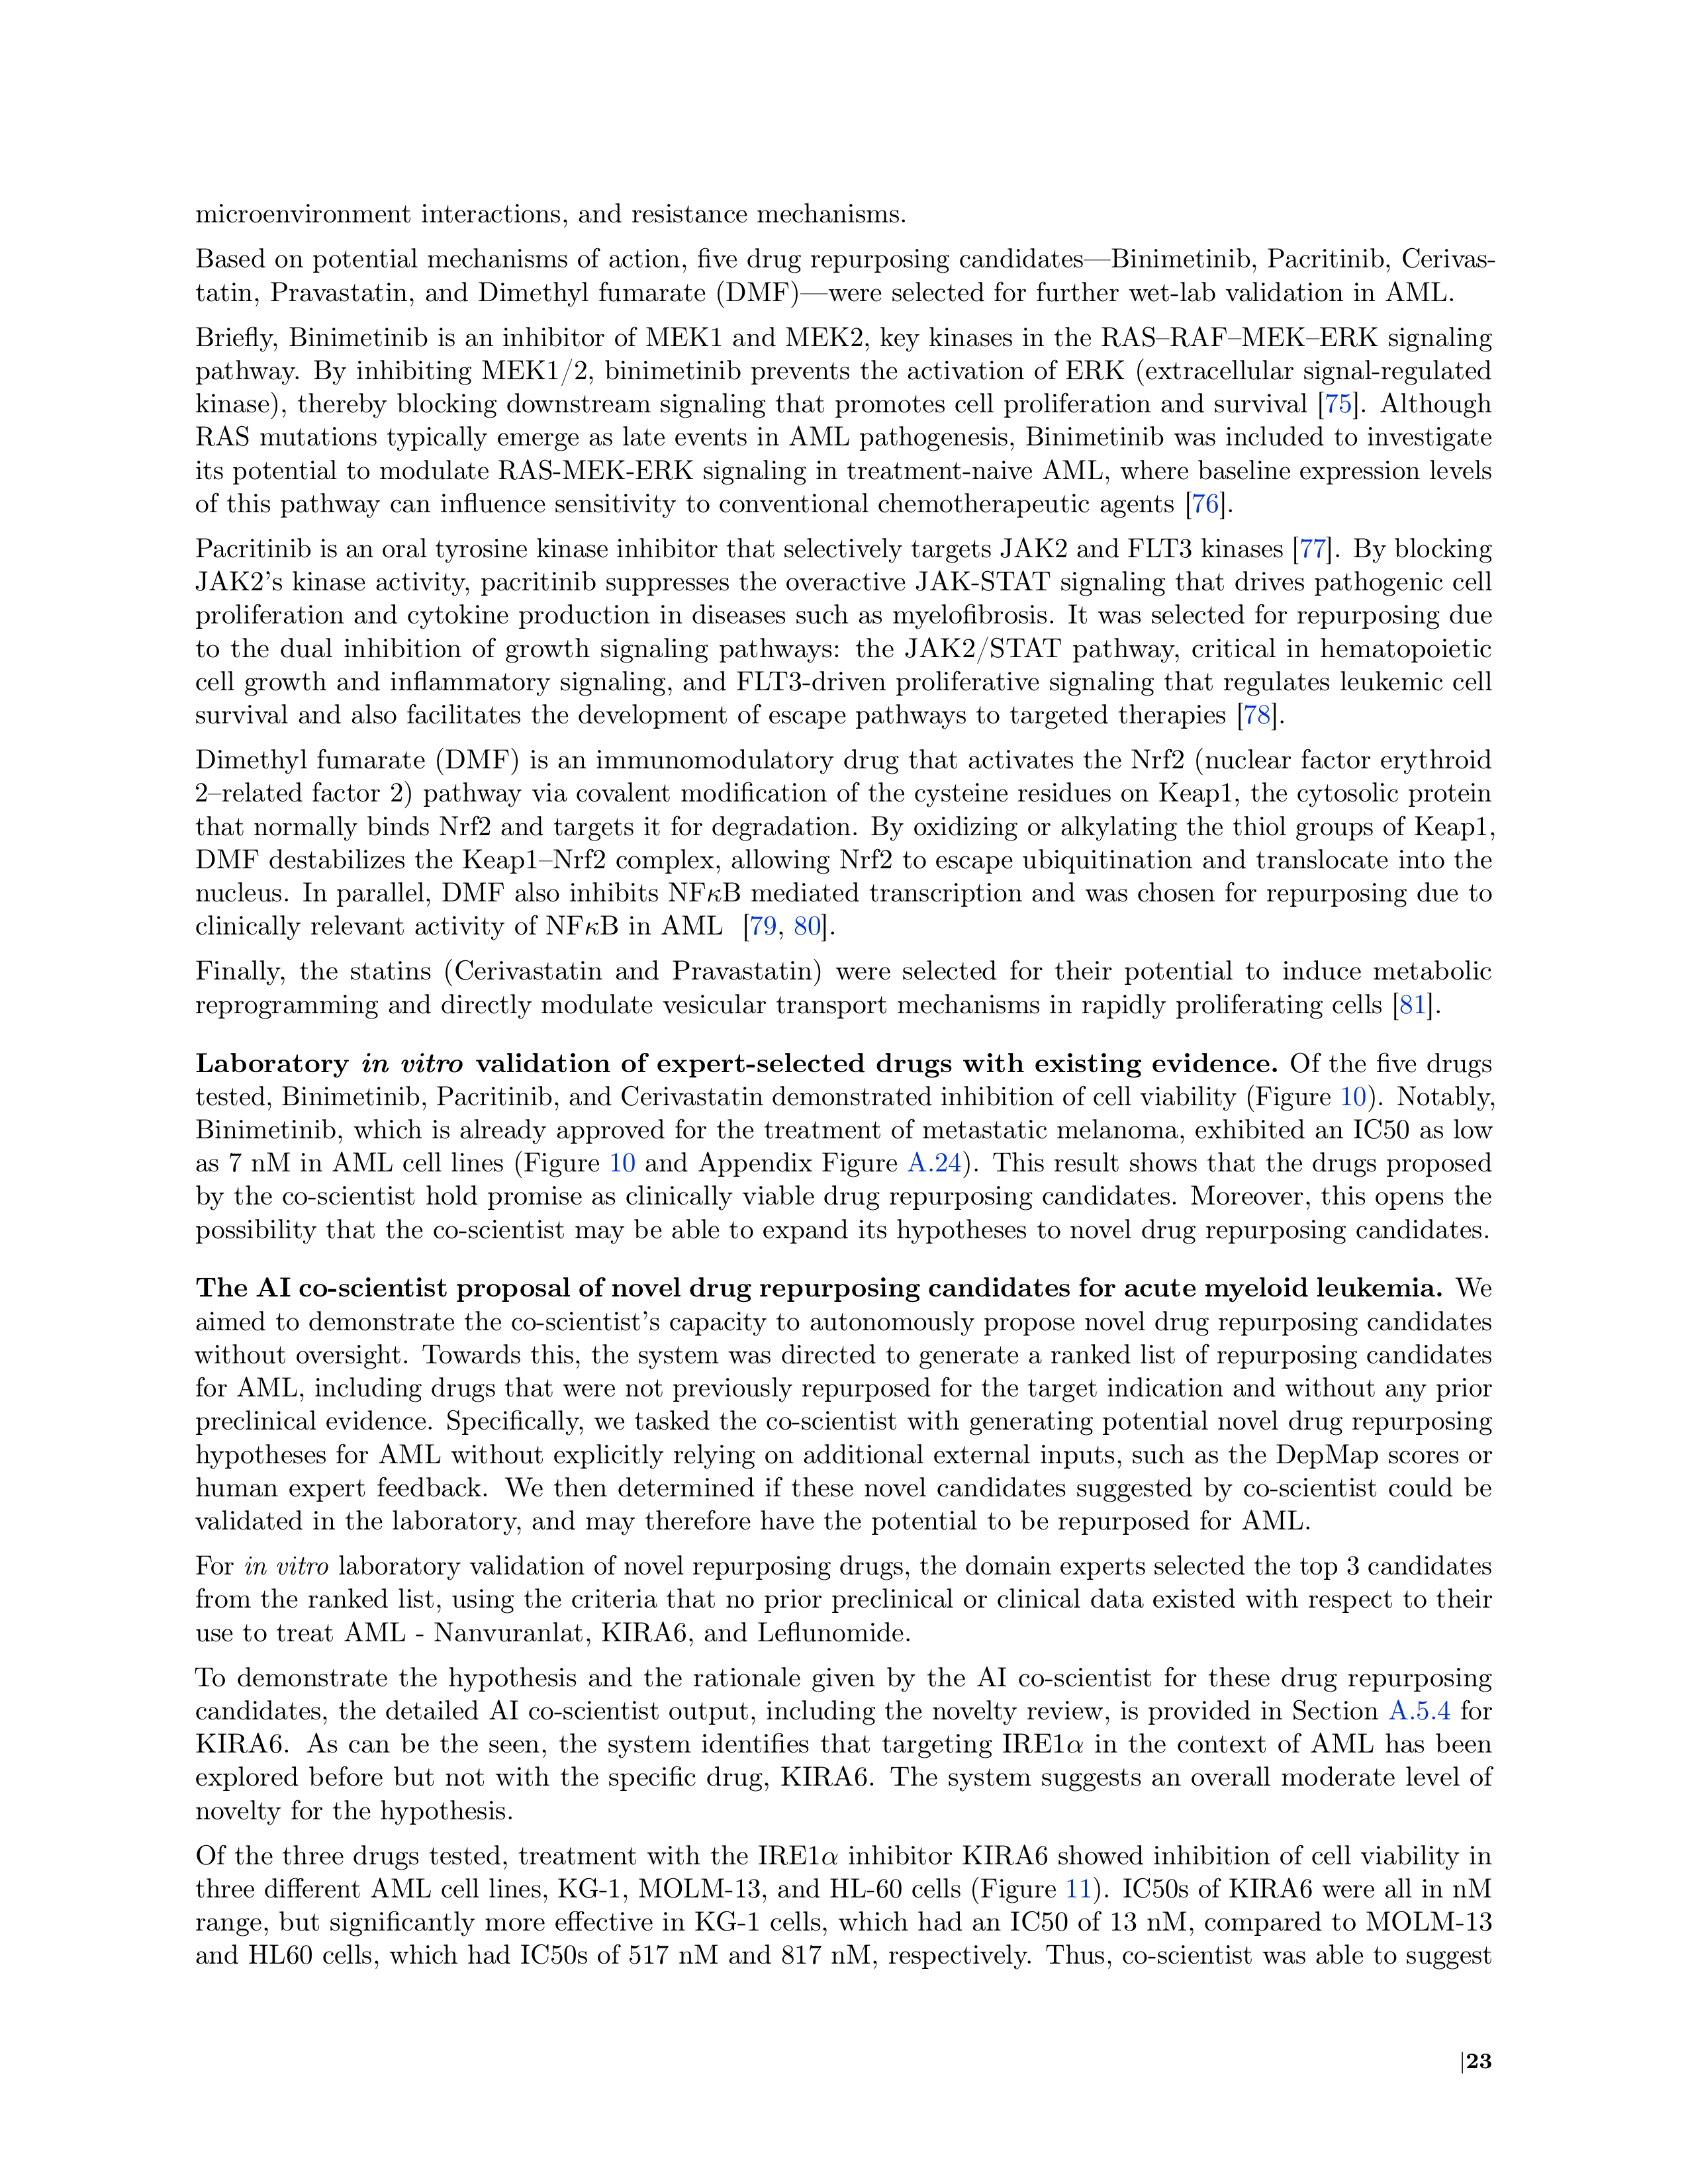 microenvironment interactions, and resistance mechanisms.
Based on potential mechanisms of action, five drug repurposing candidates—Binimetinib, Pacritinib, Cerivas-
tatin, Pravastatin, and Dimethyl fumarate (DMF)—were selected for further wet-lab validation in AML.
Briefly, Binimetinib is an inhibitor of MEK1 and MEK2, key kinases in the RAS–RAF–MEK–ERK signaling
pathway. By inhibiting MEK1/2, binimetinib prevents the activation of ERK (extracellular signal-regulated
kinase), thereby blocking downstream signaling that promotes cell proliferation and survival [75]. Although
RAS mutations typically emerge as late events in AML pathogenesis, Binimetinib was included to investigate
its potential to modulate RAS-MEK-ERK signaling in treatment-naive AML, where baseline expression levels
of this pathway can influence sensitivity to conventional chemotherapeutic agents [76].
Pacritinib is an oral tyrosine kinase inhibitor that selectively targets JAK2 and FLT3 kinases [77]. By blocking
JAK2's kinase activity, pacritinib suppresses the overactive JAK-STAT signaling that drives pathogenic cell
proliferation and cytokine production in diseases such as myelofibrosis. It was selected for repurposing due
to the dual inhibition of growth signaling pathways: the JAK2/STAT pathway, critical in hematopoietic
cell growth and inflammatory signaling, and FLT3-driven proliferative signaling that regulates leukemic cell
survival and also facilitates the development of escape pathways to targeted therapies [78].
Dimethyl fumarate (DMF) is an immunomodulatory drug that activates the Nrf2 (nuclear factor erythroid
2–related factor 2) pathway via covalent modification of the cysteine residues on Keap1, the cytosolic protein
that normally binds Nrf2 and targets it for degradation. By oxidizing or alkylating the thiol groups of Keap1,
DMF destabilizes the Keap1–Nrf2 complex, allowing Nrf2 to escape ubiquitination and translocate into the
nucleus. In parallel, DMF also inhibits NFκB mediated transcription and was chosen for repurposing due to
clinically relevant activity of NFκB in AML [79, 80].
Finally, the statins (Cerivastatin and Pravastatin) were selected for their potential to induce metabolic
reprogramming and directly modulate vesicular transport mechanisms in rapidly proliferating cells [81].
Laboratory in vitro validation of expert-selected drugs with existing evidence. Of the five drugs
tested, Binimetinib, Pacritinib, and Cerivastatin demonstrated inhibition of cell viability (Figure 10). Notably,
Binimetinib, which is already approved for the treatment of metastatic melanoma, exhibited an IC50 as low
as 7 nM in AML cell lines (Figure 10 and Appendix Figure A.24). This result shows that the drugs proposed
by the co-scientist hold promise as clinically viable drug repurposing candidates. Moreover, this opens the
possibility that the co-scientist may be able to expand its hypotheses to novel drug repurposing candidates.
The AI co-scientist proposal of novel drug repurposing candidates for acute myeloid leukemia. We
aimed to demonstrate the co-scientist's capacity to autonomously propose novel drug repurposing candidates
without oversight. Towards this, the system was directed to generate a ranked list of repurposing candidates
for AML, including drugs that were not previously repurposed for the target indication and without any prior
preclinical evidence. Specifically, we tasked the co-scientist with generating potential novel drug repurposing
hypotheses for AML without explicitly relying on additional external inputs, such as the DepMap scores or
human expert feedback. We then determined if these novel candidates suggested by co-scientist could be
validated in the laboratory, and may therefore have the potential to be repurposed for AML.
For in vitro laboratory validation of novel repurposing drugs, the domain experts selected the top 3 candidates
from the ranked list, using the criteria that no prior preclinical or clinical data existed with respect to their
use to treat AML - Nanvuranlat, KIRA6, and Leflunomide.
To demonstrate the hypothesis and the rationale given by the AI co-scientist for these drug repurposing
candidates, the detailed AI co-scientist output, including the novelty review, is provided in Section A.5.4 for
KIRA6. As can be the seen, the system identifies that targeting IRE1α in the context of AML has been
explored before but not with the specific drug, KIRA6. The system suggests an overall moderate level of
novelty for the hypothesis.
Of the three drugs tested, treatment with the IRE1α inhibitor KIRA6 showed inhibition of cell viability in
three different AML cell lines, KG-1, MOLM-13, and HL-60 cells (Figure 11). IC50s of KIRA6 were all in nM
range, but significantly more effective in KG-1 cells, which had an IC50 of 13 nM, compared to MOLM-13
and HL60 cells, which had IC50s of 517 nM and 817 nM, respectively. Thus, co-scientist was able to suggest
|23